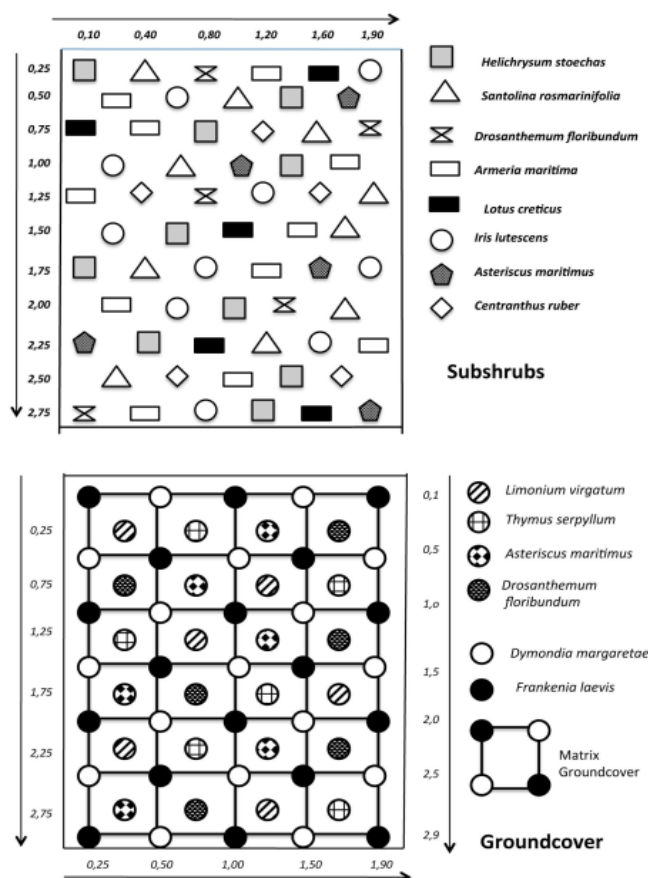 0,10 0,40 0,80 1,20 1,60 1,90
0,25
0,50
0,75
1,00
1,25
1,50
1,75
2,00
2,25
2,50
2,75
Helichrysum stoechas
Santolina rosmarinifolia
Drosanthemum floribundum
Armeria maritima
Lotus creticus
Iris lutescens
Asteriscus maritimus
Centranthus ruber
Subshrubs
0,25
0,75
1,25
1,75
2,25
2,75
0,1
0,5
1,0
1,5
2,0
2,5
2,9
0,25 0,50 1,00 1,50 1,90
Limonium virgatum
Thymus serpyllum
Asteriscus maritimus
Drosanthemum
floribundum
Dymondia margaretae
Frankenia laevis
Matrix
Groundcover
Groundcover